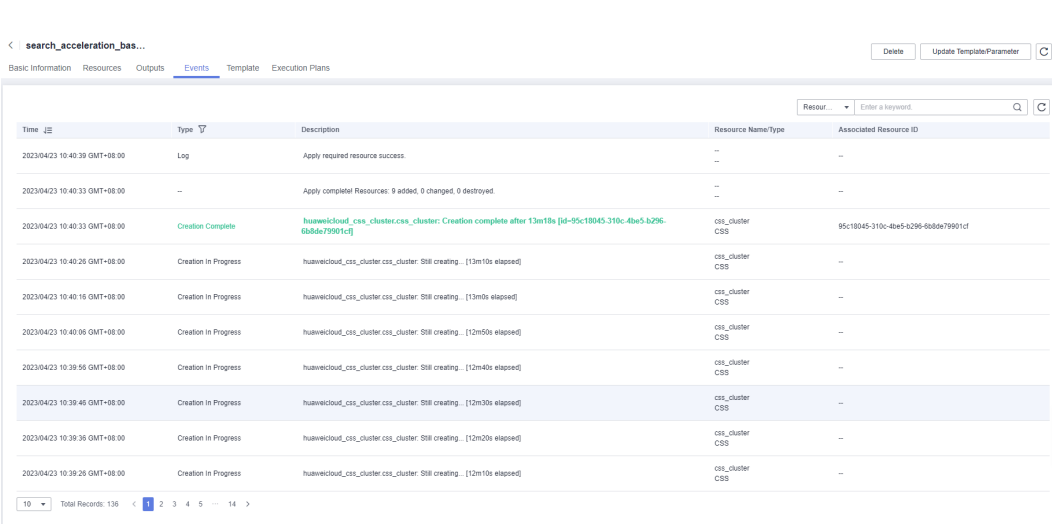 search_acceleration_bas...
Delete
Update Template/Parameter
Basic Information Resources Outputs Events Template Execution Plans
Resour...
Enter a keyword.
Time Type Description Resource Name/Type Associated Resource ID
2023/04/23 10:40:39 GMT+08:00 Log Apply required resource success. -- --
--
2023/04/23 10:40:33 GMT+08:00 -- Apply complete! Resources: 9 added, 0 changed, 0 destroyed. -- --
--
2023/04/23 10:40:33 GMT+08:00 Creation Complete huaweicloud_css_cluster.css_cluster: Creation complete after 13m18s [id=95c18045-310c-4be5-b296-
6b8de79901cf] css_cluster
CSS 95c18045-310c-4be5-b296-6b8de79901cf
2023/04/23 10:40:26 GMT+08:00 Creation In Progress huaweicloud_css_cluster.css_cluster: Still creating... [13m10s elapsed] css_cluster --
CSS
2023/04/23 10:40:16 GMT+08:00 Creation In Progress huaweicloud_css_cluster.css_cluster: Still creating... [13m0s elapsed] css_cluster --
CSS
2023/04/23 10:40:06 GMT+08:00 Creation In Progress huaweicloud_css_cluster.css_cluster: Still creating... [12m50s elapsed] css_cluster --
CSS
2023/04/23 10:39:56 GMT+08:00 Creation In Progress huaweicloud_css_cluster.css_cluster: Still creating... [12m40s elapsed] css_cluster --
CSS
2023/04/23 10:39:46 GMT+08:00 Creation In Progress huaweicloud_css_cluster.css_cluster: Still creating... [12m30s elapsed] css_cluster --
CSS
2023/04/23 10:39:36 GMT+08:00 Creation In Progress huaweicloud_css_cluster.css_cluster: Still creating... [12m20s elapsed] css_cluster --
CSS
2023/04/23 10:39:26 GMT+08:00 Creation In Progress huaweicloud_css_cluster.css_cluster: Still creating... [12m10s elapsed] css_cluster --
CSS
10 Total Records: 136 < 1 2 3 4 5 ··· 14 >